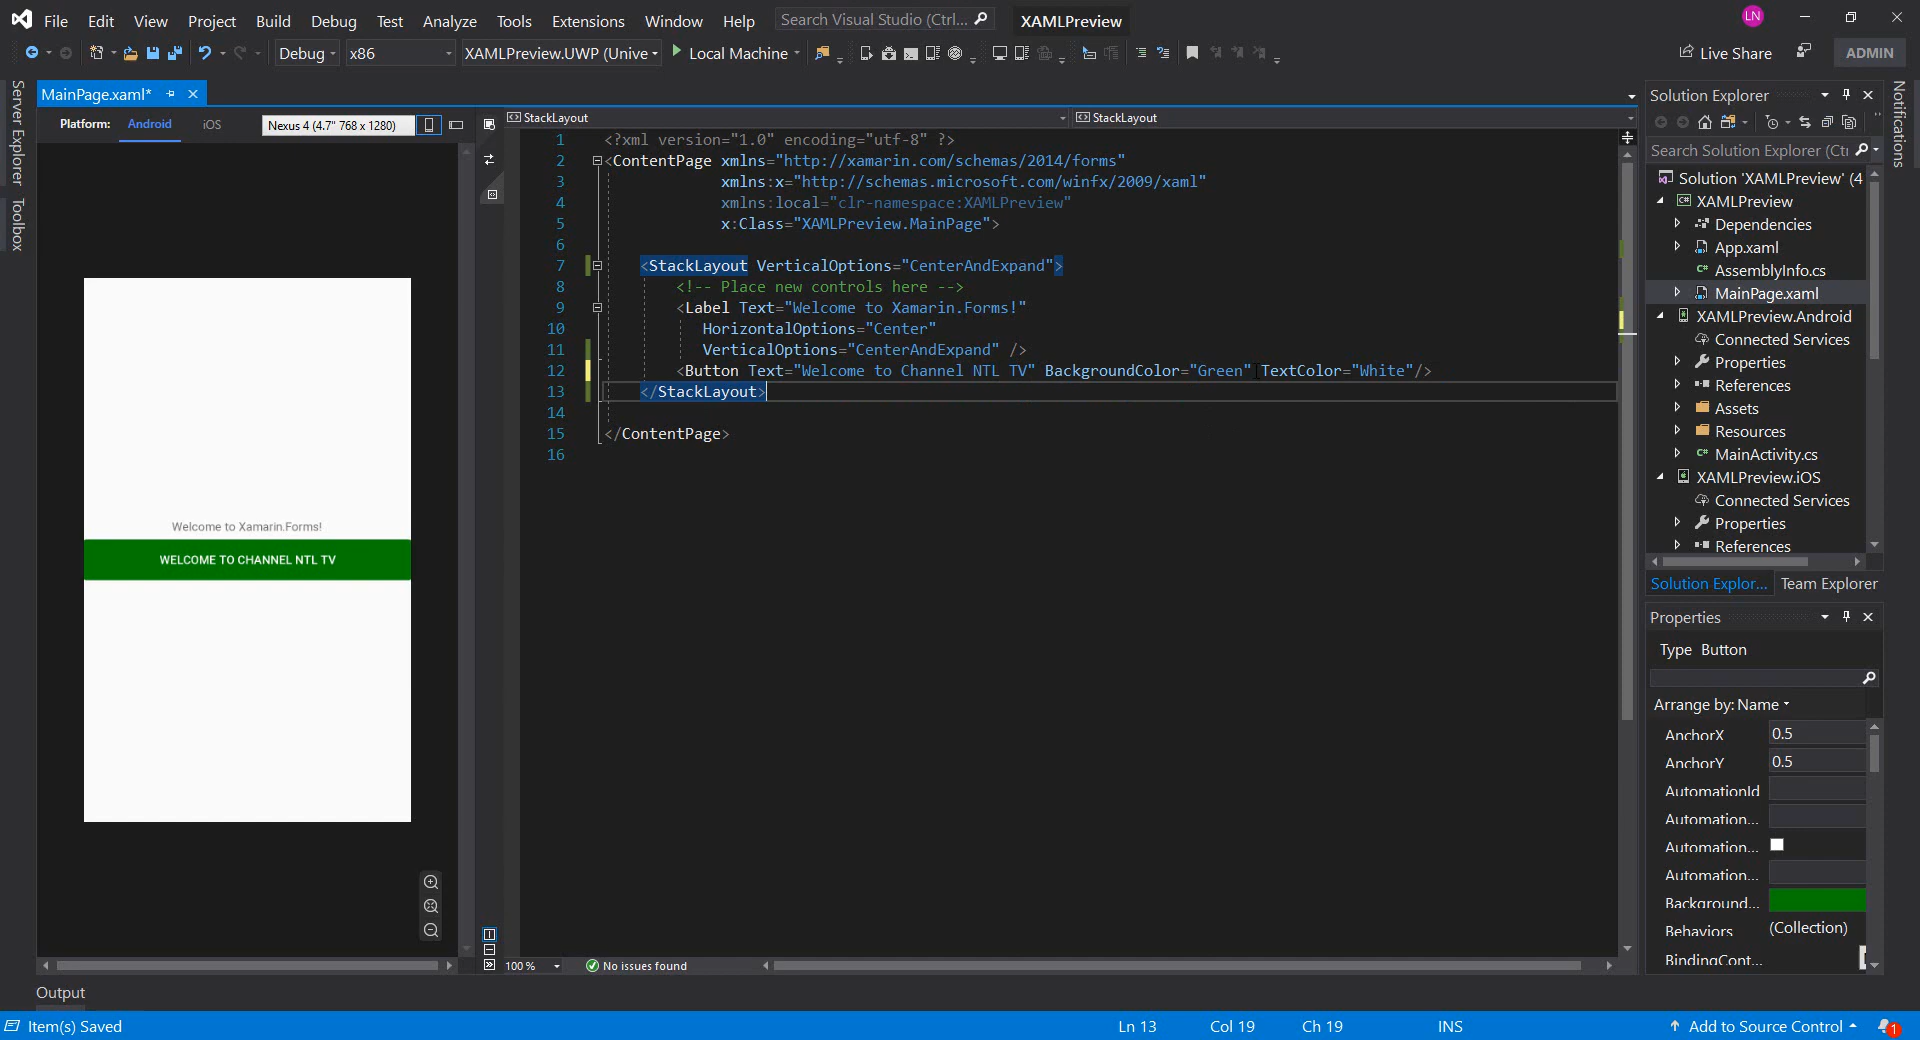 File Edit View Project Build Debug Test Analyze Tools Extensions Window Help Search Visual Studio (Ctrl... XAMLPreview LN
Debug x86 XAMLPreview.UWP (Unive Local Machine Live Share ADMIN
Server Explorer
Toolbox
MainPage.xaml*
Platform: Android iOS Nexus 4 (4.7" 768 x 1280)
Welcome to Xamarin.Forms!
WELCOME TO CHANNEL NTL TV
StackLayout StackLayout
1 <?xml version="1.0" encoding="utf-8" ?>
2 <ContentPage xmlns="http://xamarin.com/schemas/2014/forms"
3 xmlns:x="http://schemas.microsoft.com/winfx/2009/xaml"
4 xmlns:local="clr-namespace:XAMLPreview"
5 x:Class="XAMLPreview.MainPage">
6
7 <StackLayout VerticalOptions="CenterAndExpand">
8 <!-- Place new controls here -->
9 <Label Text="Welcome to Xamarin.Forms!"
10 HorizontalOptions="Center"
11 VerticalOptions="CenterAndExpand" />
12 <Button Text="Welcome to Channel NTL TV" BackgroundColor="Green" TextColor="White"/>
13 </StackLayout>
14
15 </ContentPage>
16
100 % No issues found
Solution Explorer
Search Solution Explorer (Ctr
Solution 'XAMLPreview' (4
XAMLPreview
Dependencies
App.xaml
AssemblyInfo.cs
MainPage.xaml
XAMLPreview.Android
Connected Services
Properties
References
Assets
Resources
MainActivity.cs
XAMLPreview.iOS
Connected Services
Properties
References
Solution Explor... Team Explorer
Properties
Type Button
Arrange by: Name
AnchorX 0.5
AnchorY 0.5
AutomationId
Automation...
Automation...
Automation...
Background...
Behaviors (Collection)
BindingCont...
Notifications
Output
Item(s) Saved Ln 13 Col 19 Ch 19 INS Add to Source Control 1